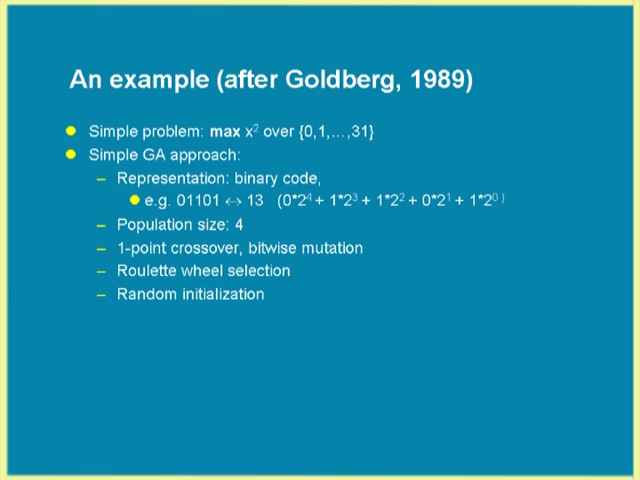 An example (after Goldberg, 1989)
Simple problem: max x² over {0,1,…,31}
Simple GA approach:
– Representation: binary code,
e.g. 01101 ↔ 13 (0*2⁴ + 1*2³ + 1*2² + 0*2¹ + 1*2⁰ )
– Population size: 4
– 1-point crossover, bitwise mutation
– Roulette wheel selection
– Random initialization